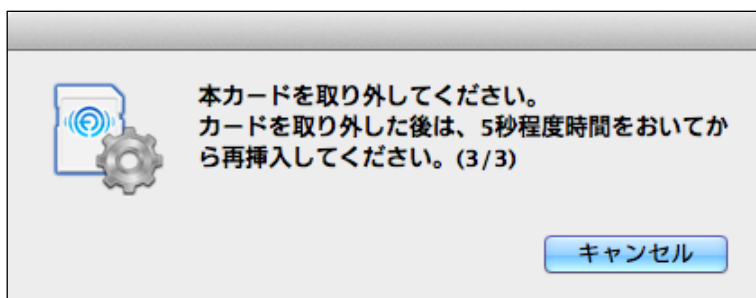 本カードを取り外してください。
カードを取り外した後は、5秒程度時間をおいてか
ら再挿入してください。(3/3)
キャンセル